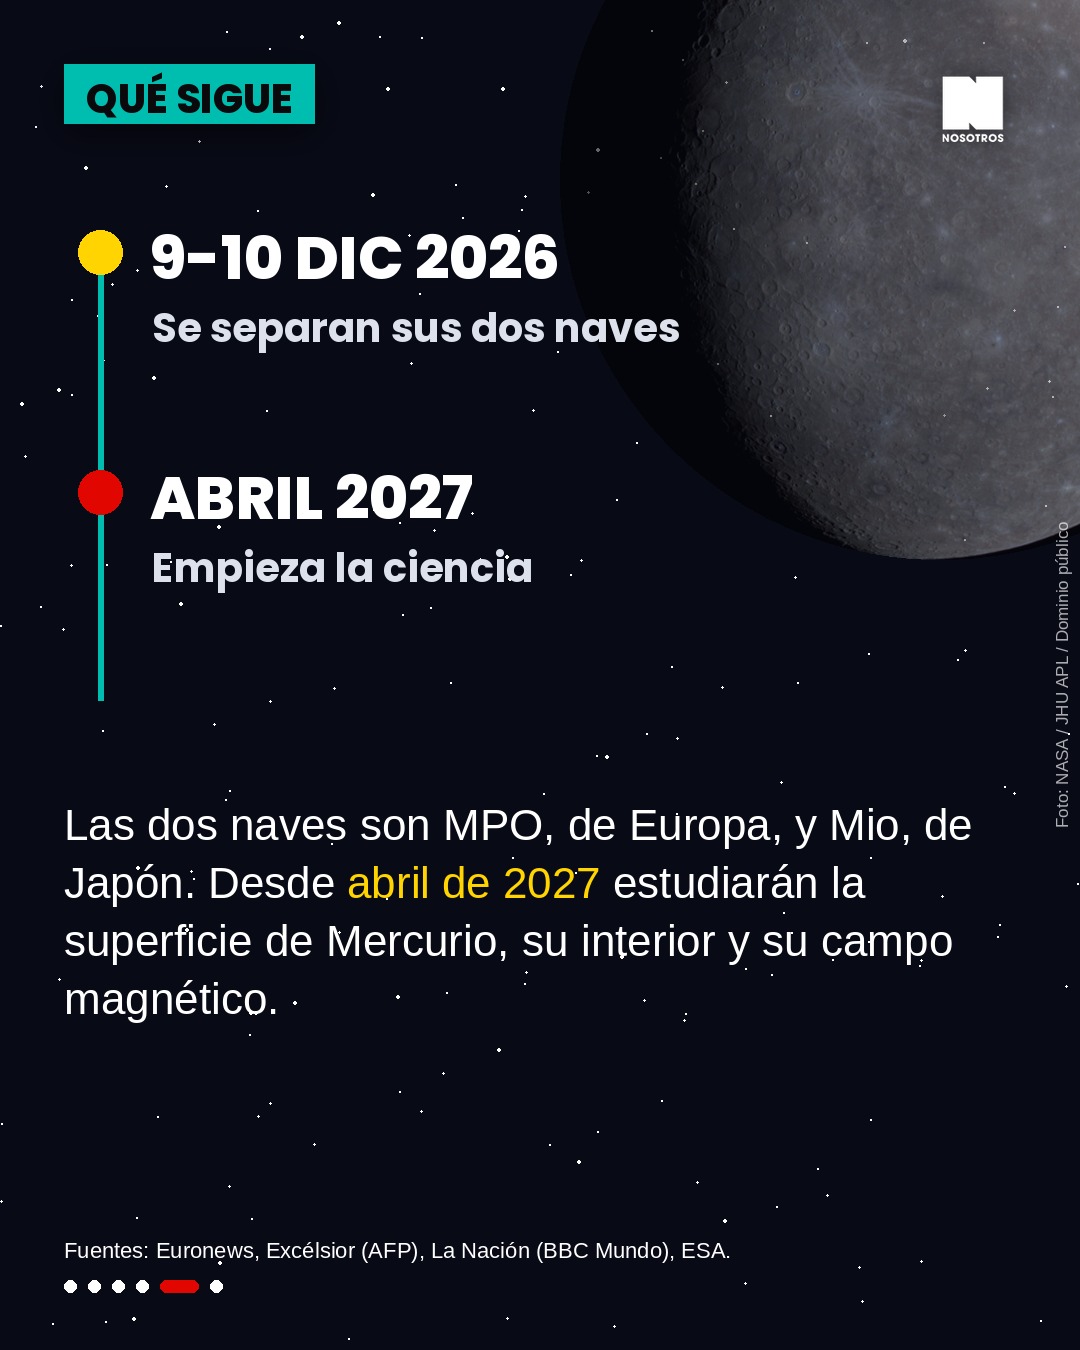 QUÉ SIGUE
NOSOTROS
9-10 DIC 2026
Se separan sus dos naves
ABRIL 2027
Empieza la ciencia
Foto: NASA / JHU APL / Dominio público
Las dos naves son MPO, de Europa, y Mio, de
Japón. Desde abril de 2027 estudiarán la
superficie de Mercurio, su interior y su campo
magnético.
Fuentes: Euronews, Excélsior (AFP), La Nación (BBC Mundo), ESA.